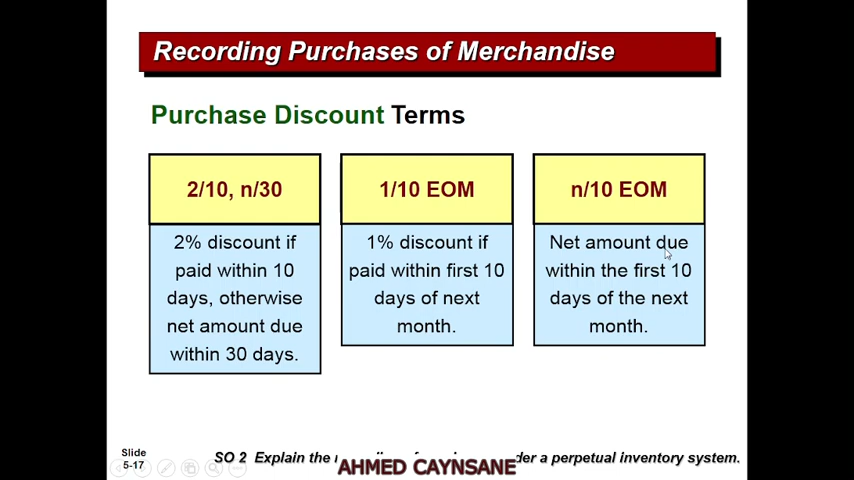 Recording Purchases of Merchandise
Purchase Discount Terms
2/10, n/30
2% discount if
paid within 10
days, otherwise
net amount due
within 30 days.
1/10 EOM
1% discount if
paid within first 10
days of next
month.
n/10 EOM
Net amount due
within the first 10
days of the next
month.
Slide
5-17
SO 2 Explain the a perpetual inventory system.
AHMED CAYNSANE